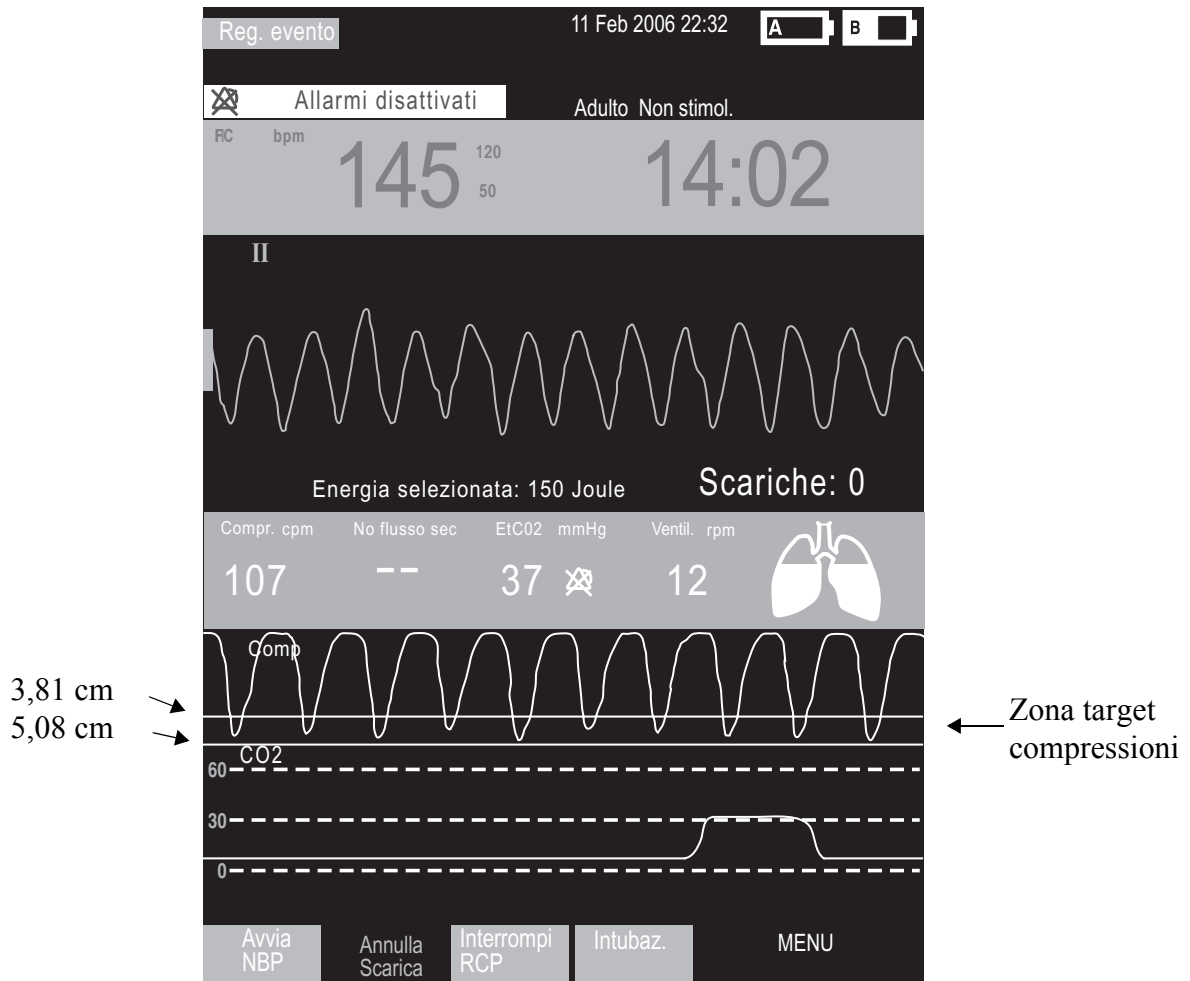 Reg. evento 11 Feb 2006 22:32 A B
Allarmi disattivati Adulto Non stimol.
FC bpm 145 120 14:02
50
II
Energia selezionata: 150 Joule Scariche: 0
Compr. cpm No flusso sec EtC02 mmHg Ventil. rpm
107 -- 37 12
Comp
3,81 cm
5,08 cm
Zona target
compressioni
CO2
60
30
0
Avvia
NBP
Annulla
Scarica
Interrompi
RCP
Intubaz.
MENU